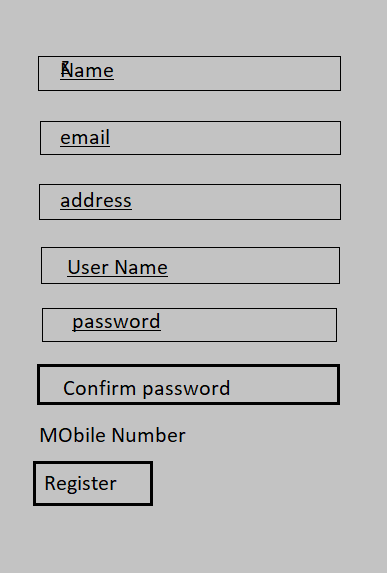 Name
email
address
User Name
password
Confirm password
MObile Number
Register